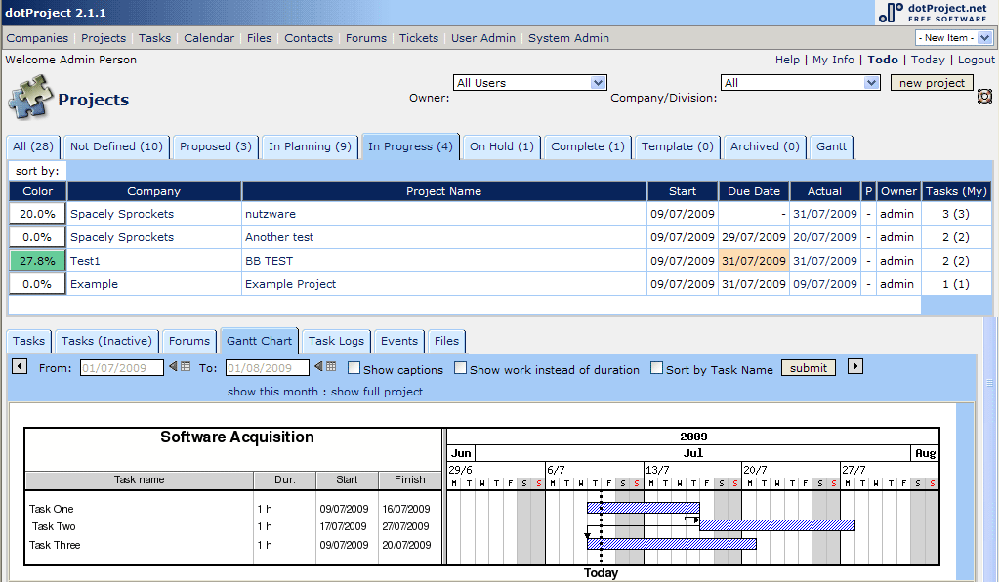 dotProject 2.1.1
dotProject.net
FREE SOFTWARE
Companies | Projects | Tasks | Calendar | Files | Contacts | Forums | Tickets | User Admin | System Admin
- New Item -
Welcome Admin Person
Help | My Info | Todo | Today | Logout
Projects
Owner: All Users
Company/Division: All
new project
All (28) Not Defined (10) Proposed (3) In Planning (9) In Progress (4) On Hold (1) Complete (1) Template (0) Archived (0) Gantt
sort by:
Color Company Project Name Start Due Date Actual P Owner Tasks (My)
20.0% Spacely Sprockets nutzware 09/07/2009 - 31/07/2009 - admin 3 (3)
0.0% Spacely Sprockets Another test 09/07/2009 29/07/2009 20/07/2009 - admin 2 (2)
27.8% Test1 BB TEST 09/07/2009 31/07/2009 31/07/2009 - admin 2 (2)
0.0% Example Example Project 09/07/2009 31/07/2009 09/07/2009 - admin 1 (1)
Tasks Tasks (Inactive) Forums Gantt Chart Task Logs Events Files
From: 01/07/2009 To: 01/08/2009 Show captions Show work instead of duration Sort by Task Name submit
show this month : show full project
Software Acquisition
2009
Jun Jul Aug
29/6 6/7 13/7 20/7 27/7
Task name Dur. Start Finish
M T W T F S S M T W T F S S M T W T F S S M T W T F S S M T W T F S S
Task One 1 h 09/07/2009 16/07/2009
Task Two 1 h 17/07/2009 27/07/2009
Task Three 1 h 09/07/2009 20/07/2009
Today